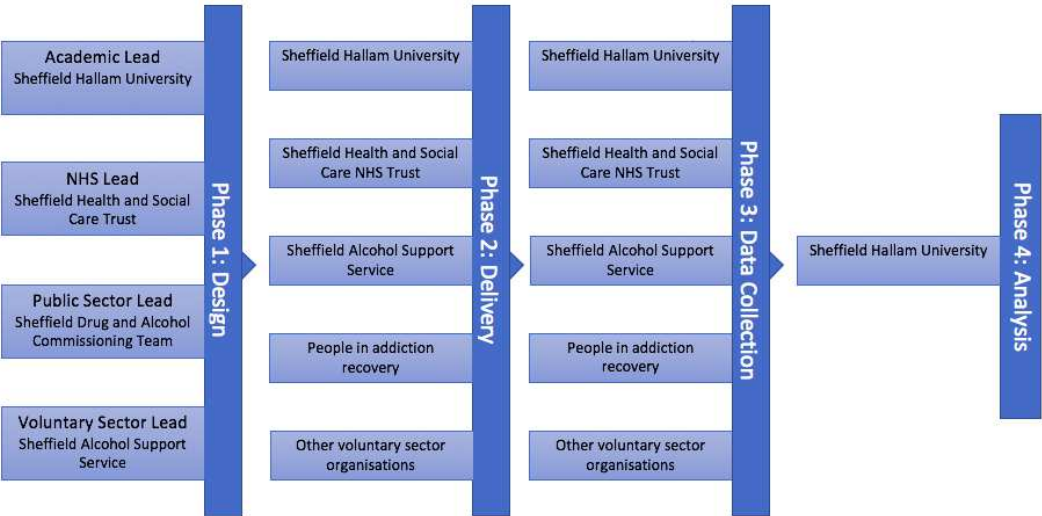 Academic Lead
Sheffield Hallam University
NHS Lead
Sheffield Health and Social
Care Trust
Public Sector Lead
Sheffield Drug and Alcohol
Commissioning Team
Voluntary Sector Lead
Sheffield Alcohol Support
Service
Phase 1: Design
Sheffield Hallam University
Sheffield Health and Social
Care NHS Trust
Sheffield Alcohol Support
Service
People in addiction
recovery
Other voluntary sector
organisations
Phase 2: Delivery
Sheffield Hallam University
Sheffield Health and Social
Care NHS Trust
Sheffield Alcohol Support
Service
People in addiction
recovery
Other voluntary sector
organisations
Phase 3: Data Collection
Sheffield Hallam University
Phase 4: Analysis